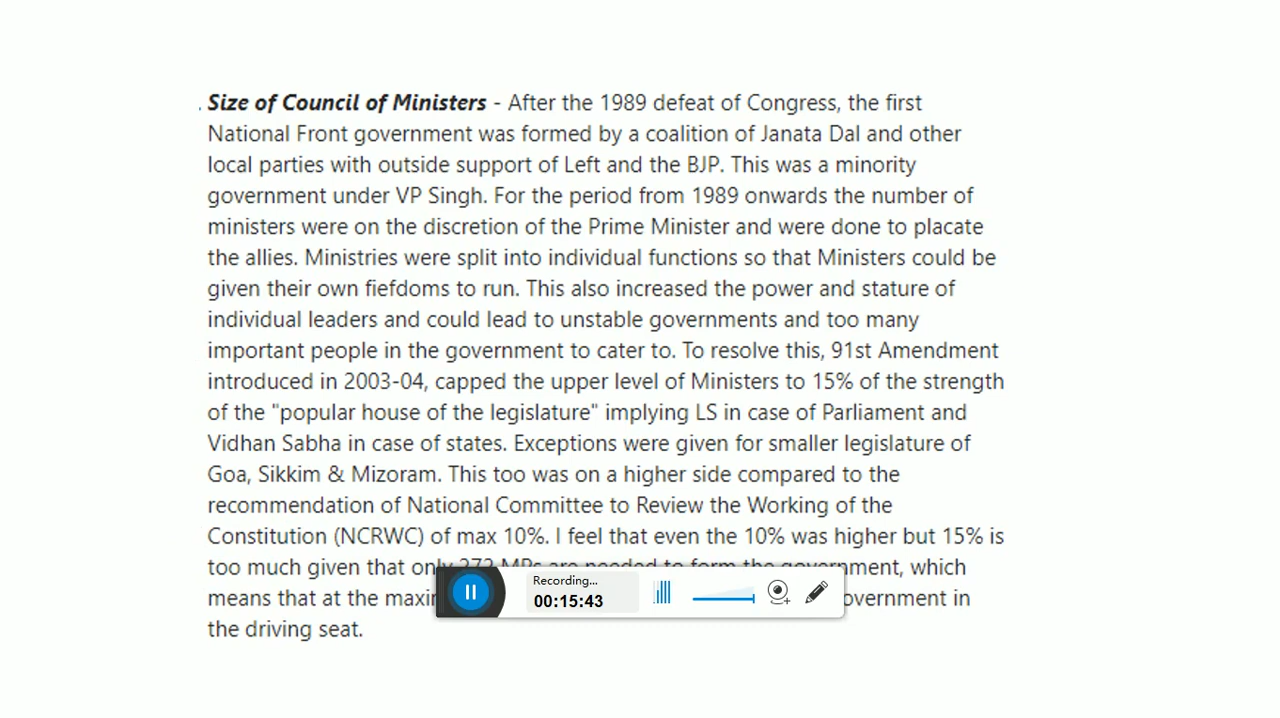 . Size of Council of Ministers - After the 1989 defeat of Congress, the first
National Front government was formed by a coalition of Janata Dal and other
local parties with outside support of Left and the BJP. This was a minority
government under VP Singh. For the period from 1989 onwards the number of
ministers were on the discretion of the Prime Minister and were done to placate
the allies. Ministries were split into individual functions so that Ministers could be
given their own fiefdoms to run. This also increased the power and stature of
individual leaders and could lead to unstable governments and too many
important people in the government to cater to. To resolve this, 91st Amendment
introduced in 2003-04, capped the upper level of Ministers to 15% of the strength
of the "popular house of the legislature" implying LS in case of Parliament and
Vidhan Sabha in case of states. Exceptions were given for smaller legislature of
Goa, Sikkim & Mizoram. This too was on a higher side compared to the
recommendation of National Committee to Review the Working of the
Constitution (NCRWC) of max 10%. I feel that even the 10% was higher but 15% is
too much given that only 272 MPs are needed to form the government, which
means that at the
the driving seat.
Recording...
00:15:43